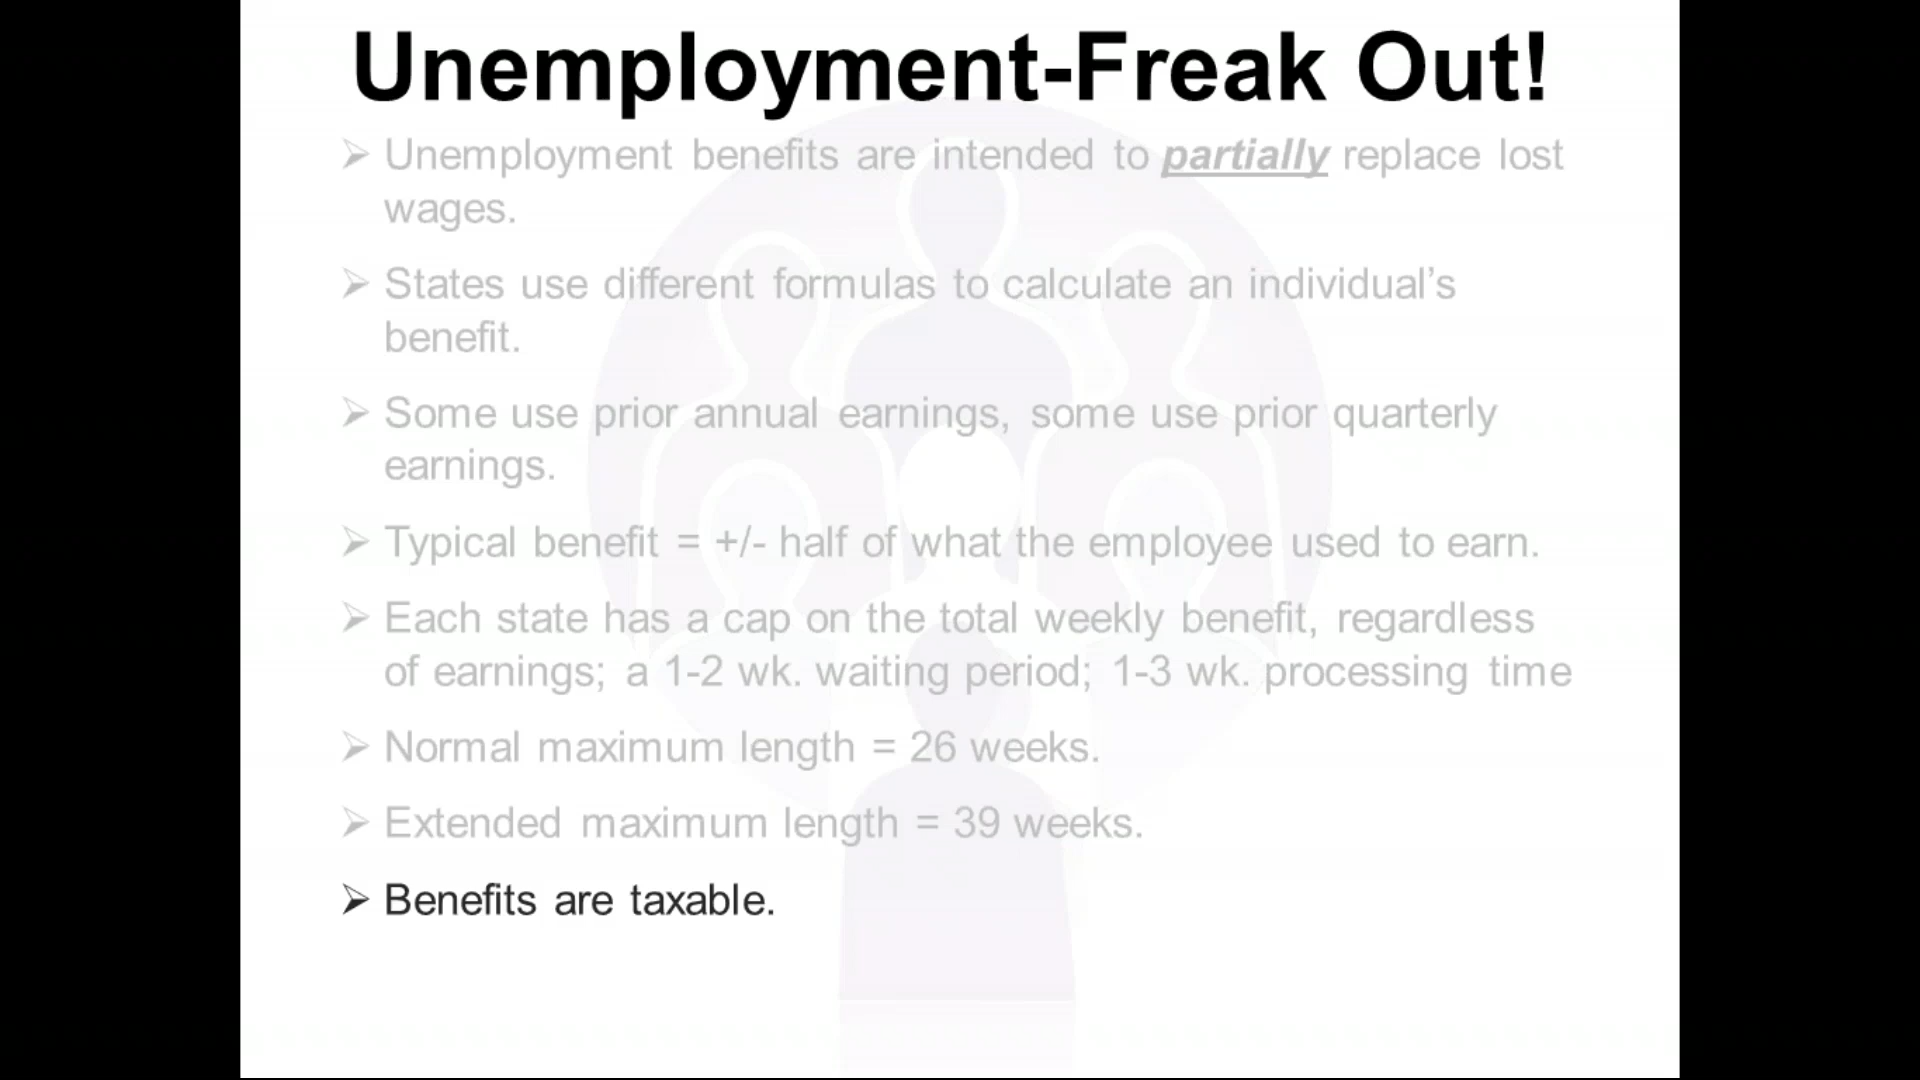 Unemployment-Freak Out!
➢ Unemployment benefits are intended to partially replace lost
wages.
➢ States use different formulas to calculate an individual’s
benefit.
➢ Some use prior annual earnings, some use prior quarterly
earnings.
➢ Typical benefit = +/- half of what the employee used to earn.
➢ Each state has a cap on the total weekly benefit, regardless
of earnings; a 1-2 wk. waiting period; 1-3 wk. processing time
➢ Normal maximum length = 26 weeks.
➢ Extended maximum length = 39 weeks.
➢ Benefits are taxable.